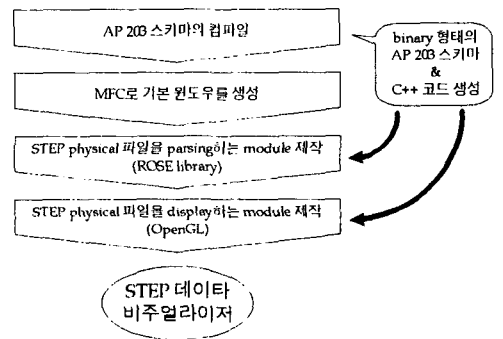 AP 203 스키마의 컴파일
binary 형태의
AP 203 스키마
&
C++ 코드 생성
MFC로 기본 윈도우를 생성
STEP physical 파일을 parsing하는 module 제작
(ROSE library)
STEP physical 파일을 display하는 module 제작
(OpenGL)
STEP 데이타
비주얼라이저